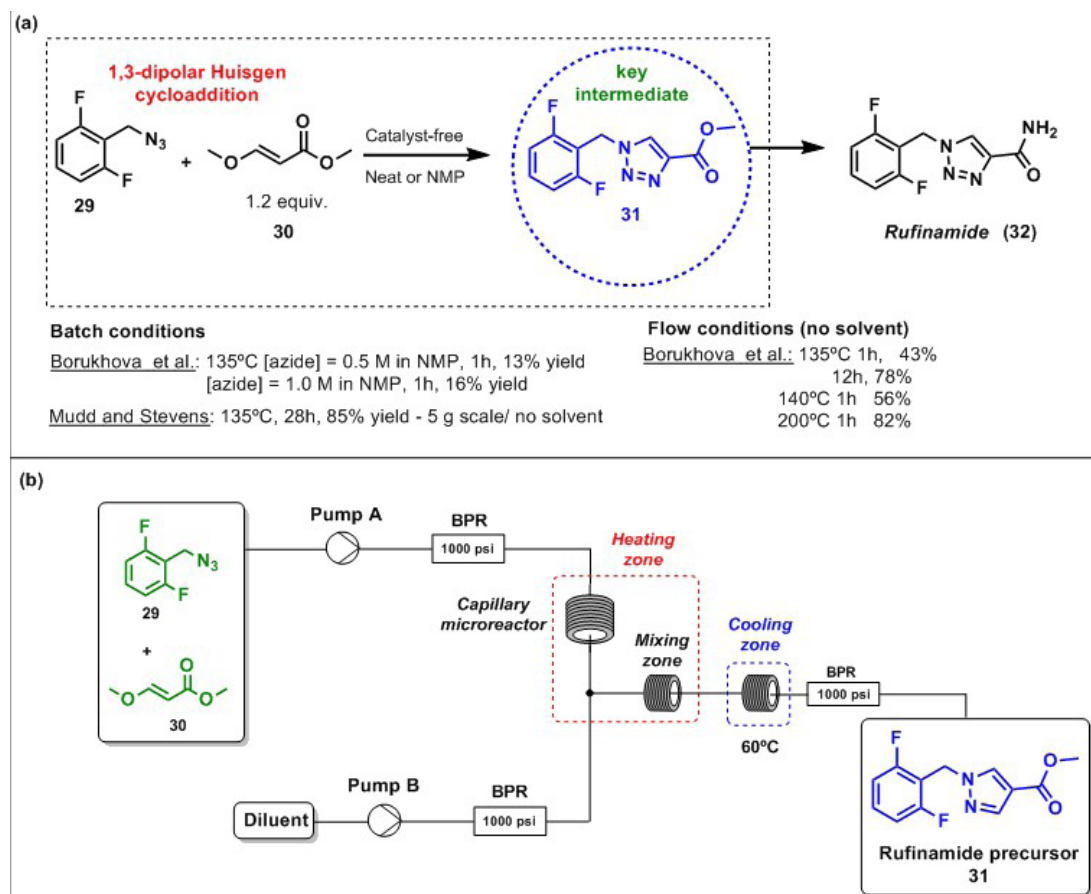 (a)
1,3-dipolar Huisgen
cycloaddition
key
intermediate
F
N3
F
29
+
O
O
O
1.2 equiv.
30
Catalyst-free
Neat or NMP
F
F
N
N
N
O
O
31
F
F
N
N
N
NH2
O
Rufinamide (32)
Batch conditions
Borukhova et al.: 135ºC [azide] = 0.5 M in NMP, 1h, 13% yield
[azide] = 1.0 M in NMP, 1h, 16% yield
Mudd and Stevens: 135ºC, 28h, 85% yield - 5 g scale/ no solvent
Flow conditions (no solvent)
Borukhova et al.: 135ºC 1h, 43%
12h, 78%
140ºC 1h 56%
200ºC 1h 82%
(b)
F
N3
F
29
+
O
O
O
30
Pump A
BPR
1000 psi
Heating
zone
Capillary
microreactor
Mixing
zone
Cooling
zone
60ºC
BPR
1000 psi
Diluent
Pump B
BPR
1000 psi
F
F
N
N
O
O
Rufinamide precursor
31